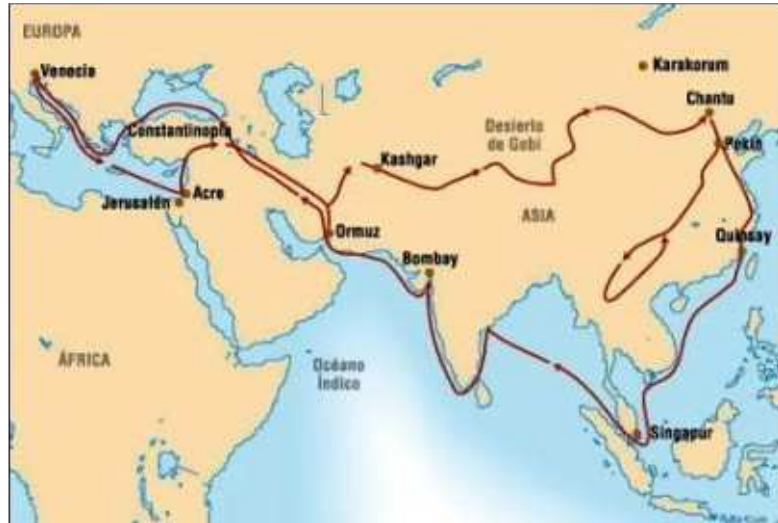 EUROPA
Venecia
Karakorum
Chantu
Constantinopla
Desierto
de Gobi
Pekín
Kashgar
Acre
Jerusalén
ASIA
Ormuz
Quinsay
Bombay
ÁFRICA
Océano
Índico
Singapur